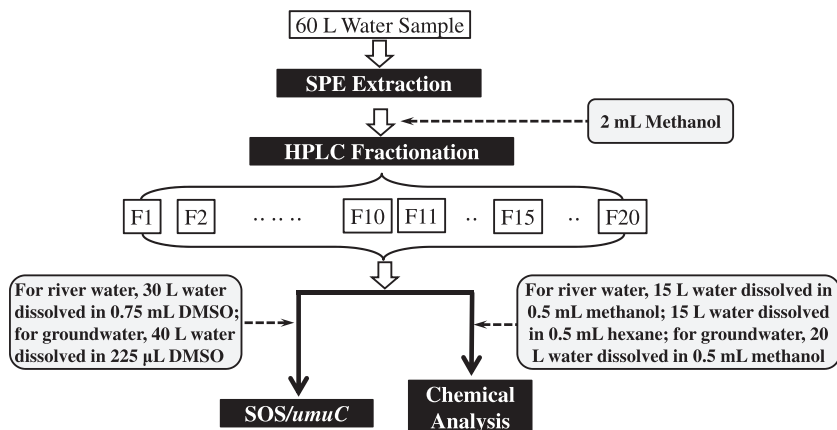 60 L Water Sample
SPE Extraction
2 mL Methanol
HPLC Fractionation
F1 F2 ‥‥‥ F10 F11 ‥ F15 ‥ F20
For river water, 30 L water
dissolved in 0.75 mL DMSO;
for groundwater, 40 L water
dissolved in 225 μL DMSO
For river water, 15 L water dissolved in
0.5 mL methanol; 15 L water dissolved
in 0.5 mL hexane; for groundwater, 20
L water dissolved in 0.5 mL methanol
SOS/umuC
Chemical
Analysis